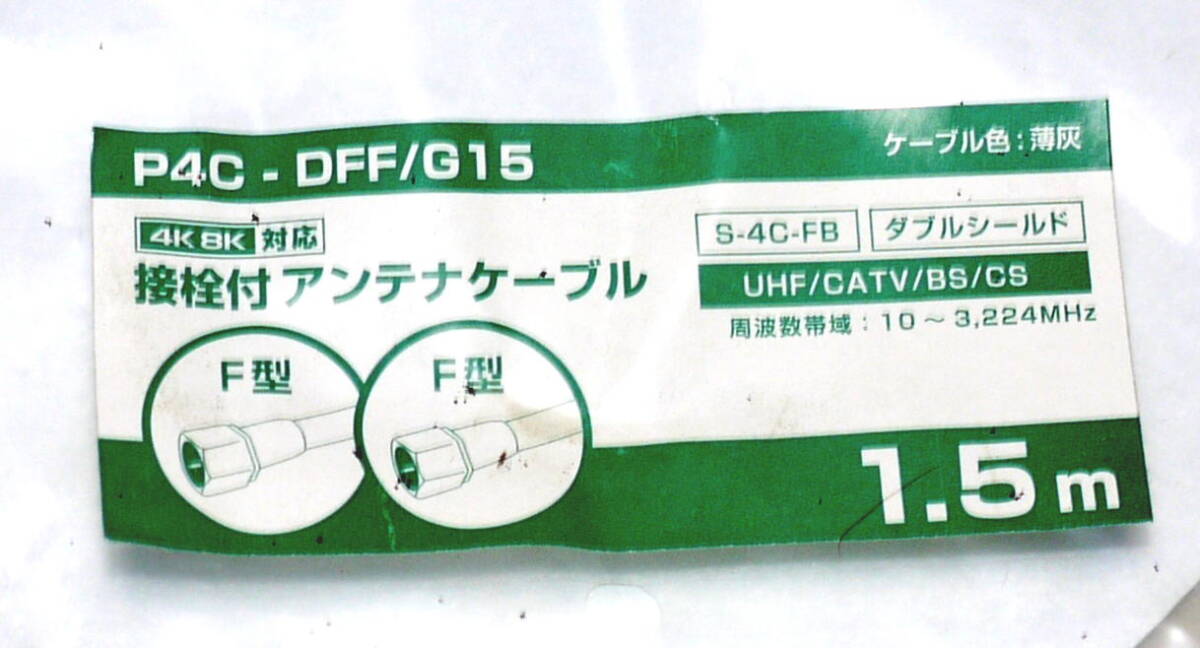 P4C - DFF/G15
ケーブル色:薄灰
4K 8K 対応
接栓付アンテナケーブル
S-4C-FB
ダブルシールド
UHF/CATV/BS/CS
周波数帯域:10～3,224MHz
F型
F型
1.5m